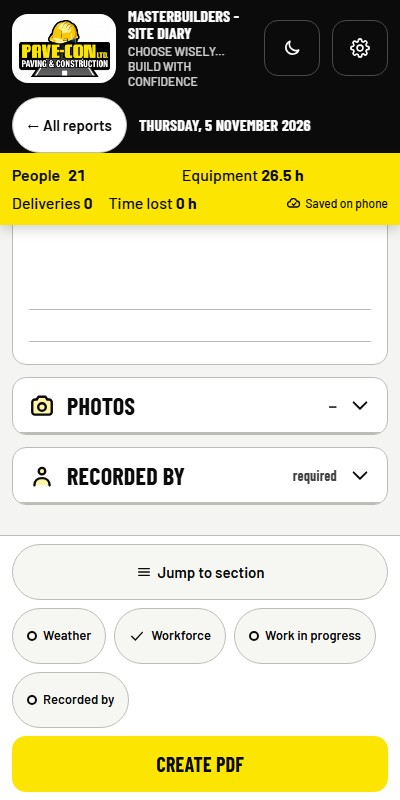 PAVE-CON LTD.
PAVING & CONSTRUCTION
MASTERBUILDERS -
SITE DIARY
CHOOSE WISELY...
BUILD WITH
CONFIDENCE
← All reports
THURSDAY, 5 NOVEMBER 2026
People 21
Equipment 26.5 h
Deliveries 0
Time lost 0 h
Saved on phone
PHOTOS
–
RECORDED BY
required
Jump to section
Weather
Workforce
Work in progress
Recorded by
CREATE PDF